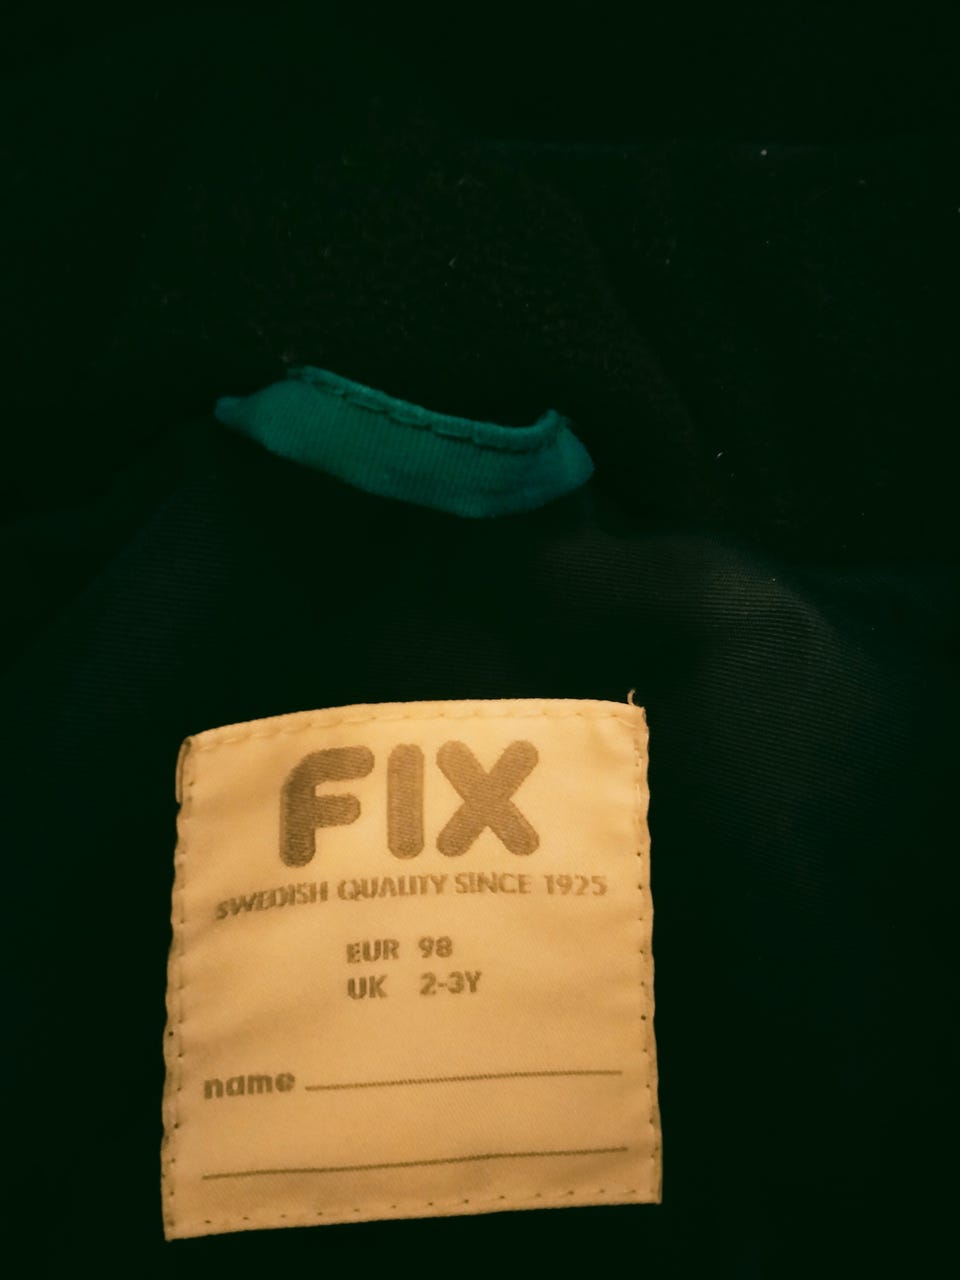 FIX
SWEDISH QUALITY SINCE 1925
EUR 98
UK 2-3Y
name